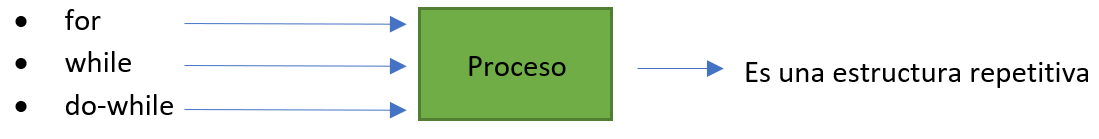 • for
• while
• do-while
Proceso
Es una estructura repetitiva